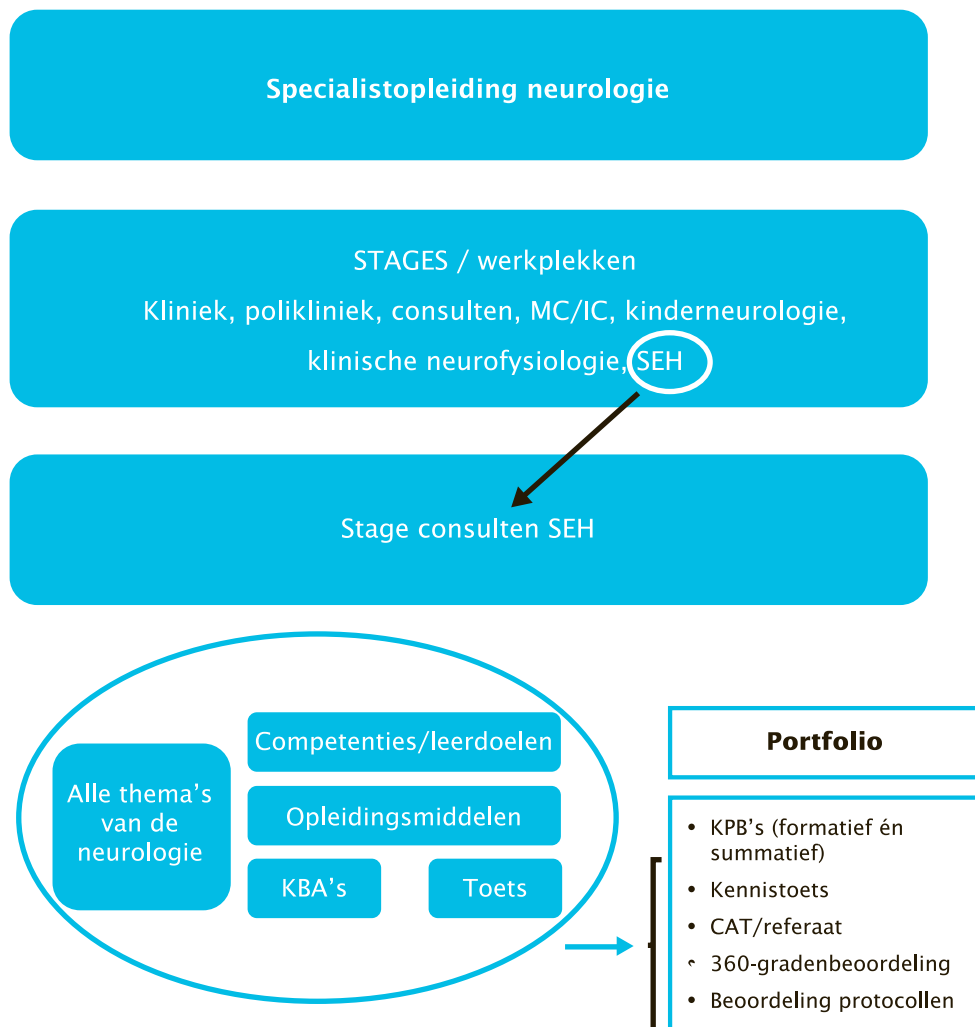 Specialistopleiding neurologie
STAGES / werkplekken
Kliniek, polikliniek, consulten, MC/IC, kinderneurologie,
klinische neurofysiologie, SEH
Stage consulten SEH
Alle thema's
van de
neurologie
Competenties/leerdoelen
Opleidingsmiddelen
KBA's
Toets
Portfolio
• KPB's (formatief én
summatief)
• Kennistoets
• CAT/referaat
• 360-gradenbeoordeling
• Beoordeling protocollen